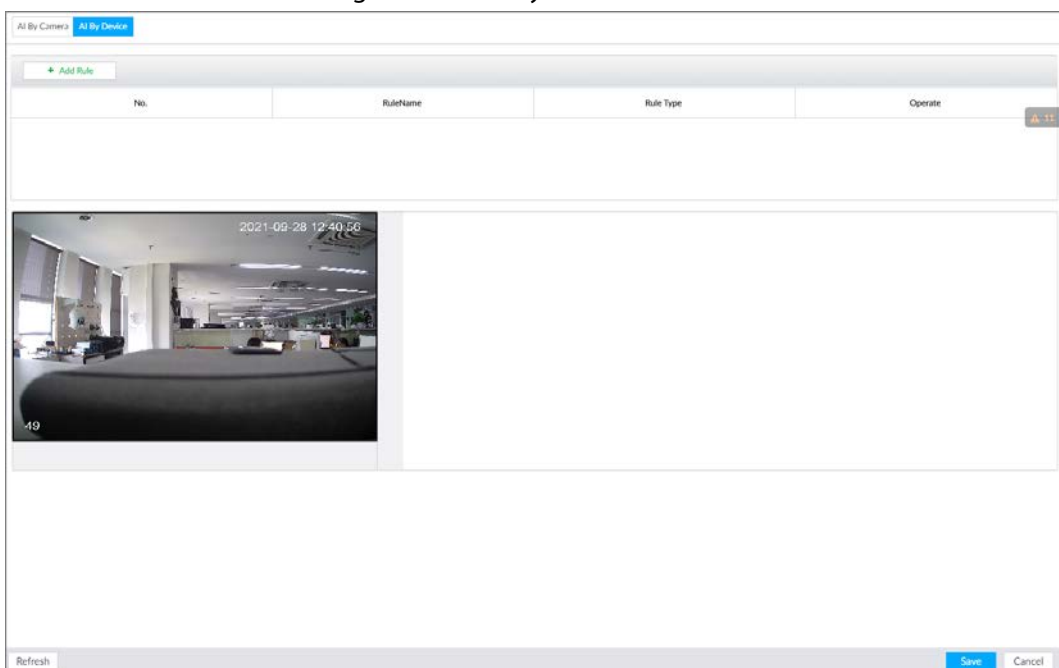 AI By Camera AI By Device
+ Add Rule
No. RuleName Rule Type Operate
11
2021-09-28 12:40:56
49
Refresh Save Cancel